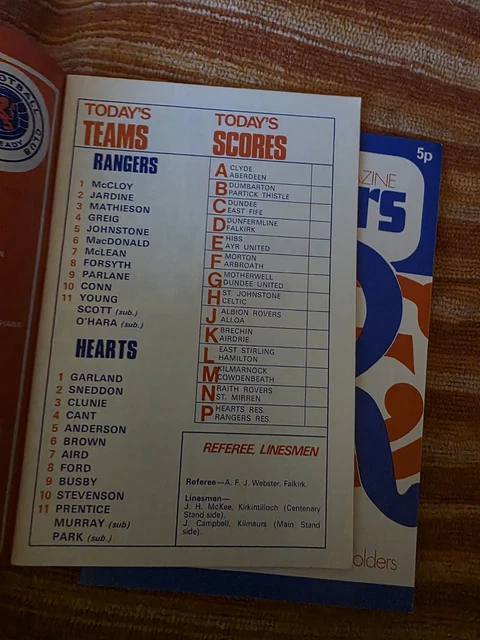 FOOTBALL
CLUB
READY
TODAY'S
TEAMS
RANGERS
1 McCLOY
2 JARDINE
3 MATHIESON
4 GREIG
5 JOHNSTONE
6 MacDONALD
7 McLEAN
8 FORSYTH
9 PARLANE
10 CONN
11 YOUNG
SCOTT (sub.)
O'HARA (sub.)
HEARTS
1 GARLAND
2 SNEDDON
3 CLUNIE
4 CANT
5 ANDERSON
6 BROWN
7 AIRD
8 FORD
9 BUSBY
10 STEVENSON
11 PRENTICE
MURRAY (sub)
PARK (sub.)
TODAY'S
SCORES
A CLYDE
ABERDEEN
B DUMBARTON
PARTICK THISTLE
C DUNDEE
EAST FIFE
D DUNFERMLINE
FALKIRK
E HIBS
AYR UNITED
F MORTON
ARBROATH
G MOTHERWELL
DUNDEE UNITED
H ST. JOHNSTONE
CELTIC
J ALBION ROVERS
ALLOA
K BRECHIN
AIRDRIE
L EAST STIRLING
HAMILTON
M KILMARNOCK
COWDENBEATH
N RAITH ROVERS
ST. MIRREN
P HEARTS RES.
RANGERS RES.
REFEREE, LINESMEN
Referee—A. F. J. Webster, Falkirk.
Linesmen—
J. H. McKee, Kirkintilloch (Centenary
Stand side).
J. Campbell, Kilmaurs (Main Stand
side).
5p
AZINE
rs
olders